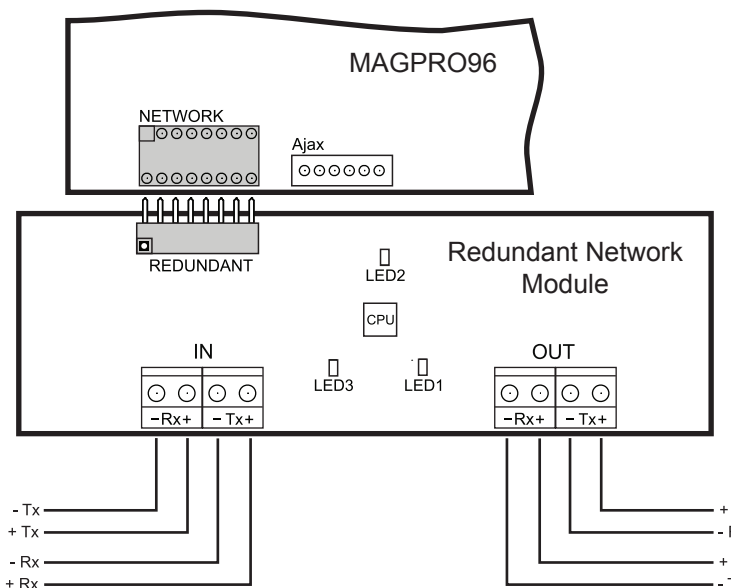 MAGPRO96
NETWORK
Ajax
REDUNDANT
Redundant Network
Module
LED2
CPU
IN
OUT
LED3
LED1
-Rx+ - Tx+
-Rx+ - Tx+
- Tx
+ Tx
- Rx
+ Rx
+
-
+
-